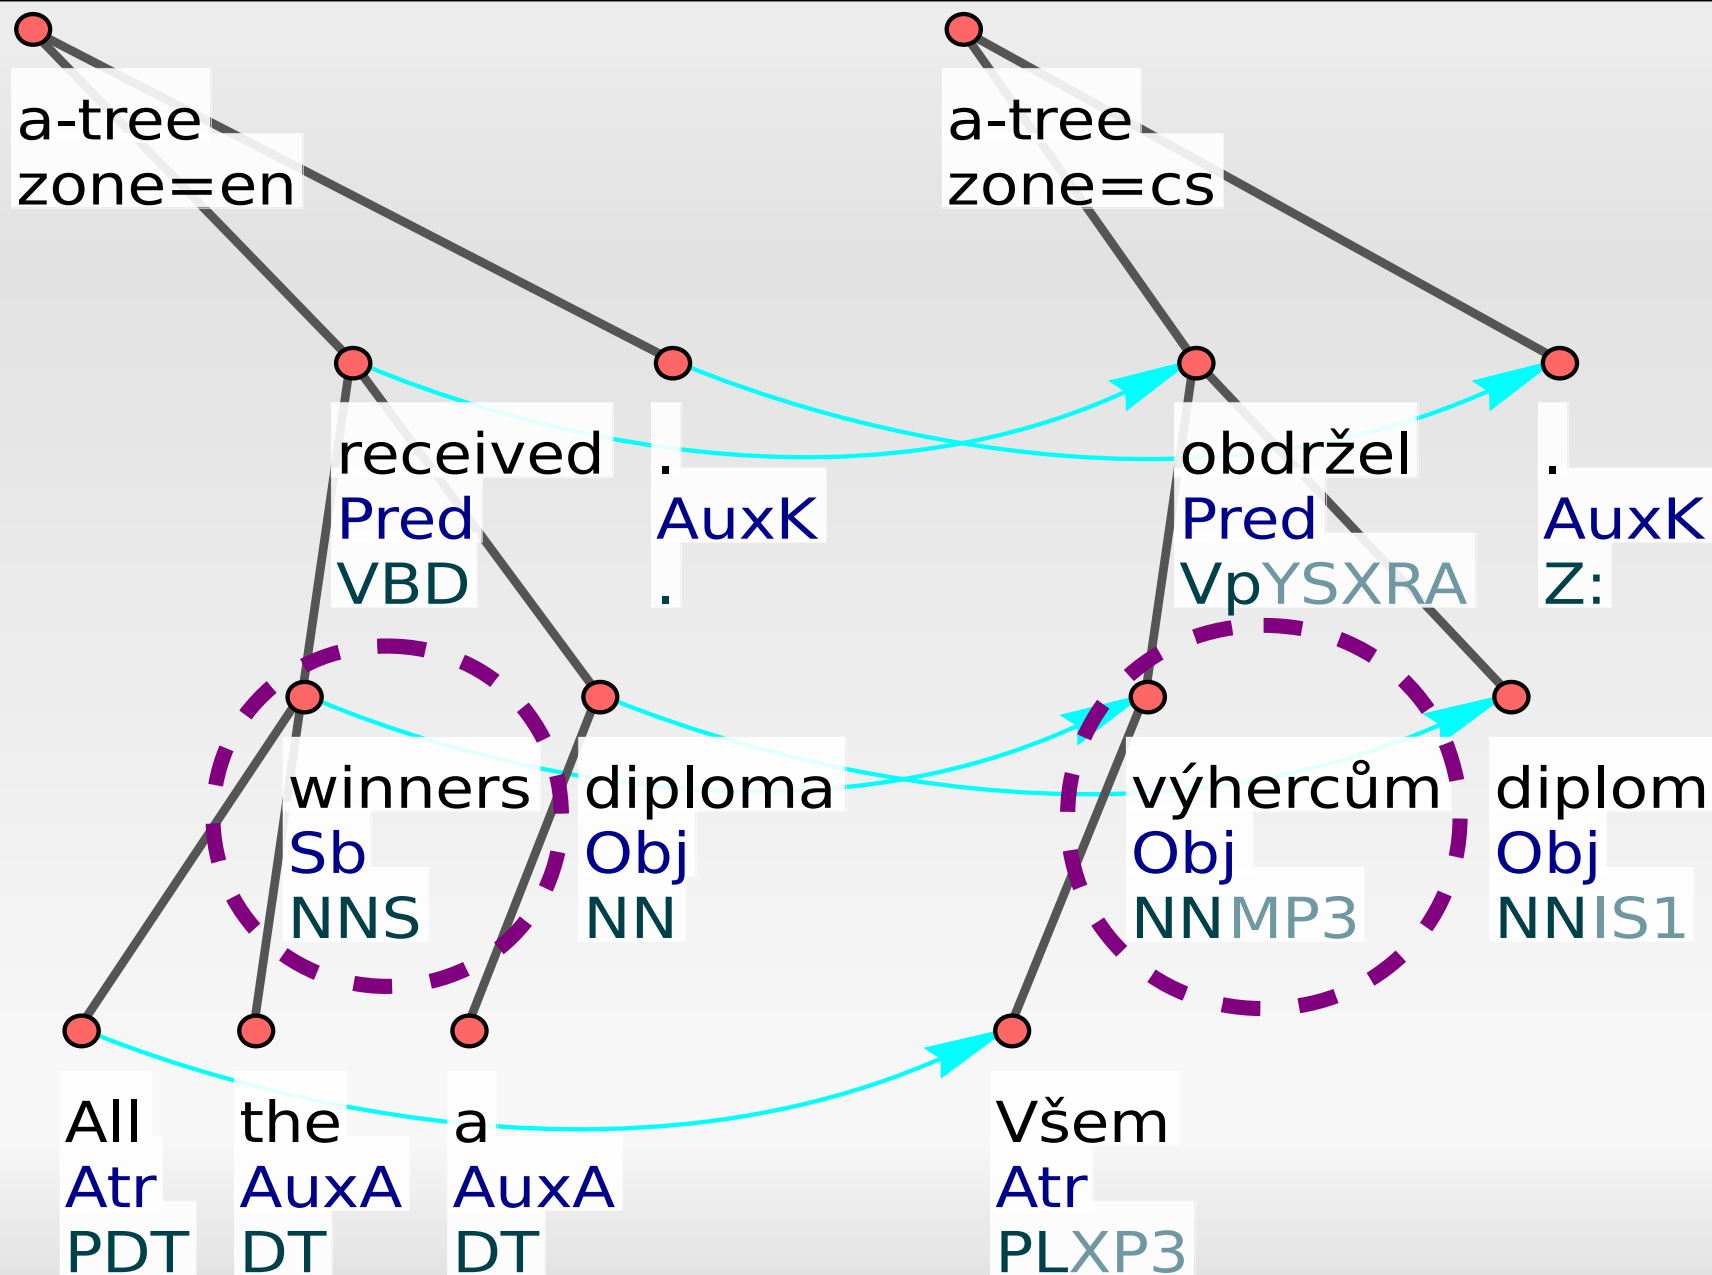 a-tree
zone=en
a-tree
zone=cs
received
Pred
VBD
.
AuxK
.
obdržel
Pred
VpYSXRA
.
AuxK
Z:
winners
Sb
NNS
diploma
Obj
NN
výhercům
Obj
NNMP3
diplom
Obj
NNIS1
All
Atr
PDT
the
AuxA
DT
a
AuxA
DT
Všem
Atr
PLXP3